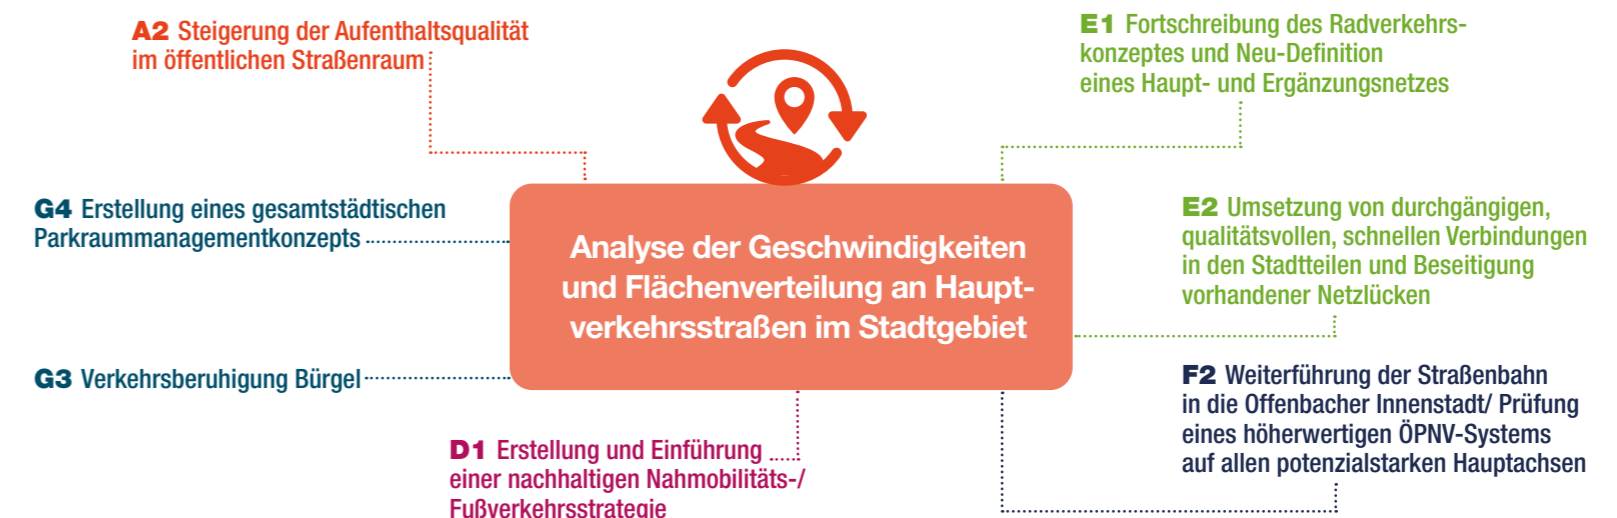 A2 Steigerung der Aufenthaltsqualität
im öffentlichen Straßenraum
E1 Fortschreibung des Radverkehrs-
konzeptes und Neu-Definition
eines Haupt- und Ergänzungsnetzes
G4 Erstellung eines gesamtstädtischen
Parkraummanagementkonzepts
Analyse der Geschwindigkeiten
und Flächenverteilung an Haupt-
verkehrsstraßen im Stadtgebiet
E2 Umsetzung von durchgängigen,
qualitätsvollen, schnellen Verbindungen
in den Stadtteilen und Beseitigung
vorhandener Netzlücken
G3 Verkehrsberuhigung Bürgel
F2 Weiterführung der Straßenbahn
in die Offenbacher Innenstadt/ Prüfung
eines höherwertigen ÖPNV-Systems
auf allen potenzialstarken Hauptachsen
D1 Erstellung und Einführung
einer nachhaltigen Nahmobilitäts-/
Fußverkehrsstrategie